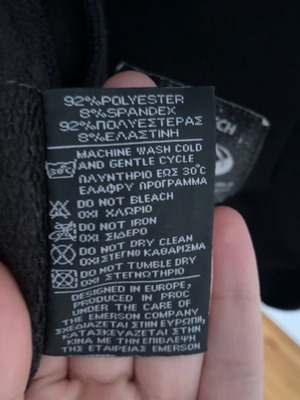 92%POLYESTER
8%SPANDEX
92%ΠΟΛΥΕΣΤΕΡΑΣ
8%ΕΛΑΣΤΙΝΗ
MACHINE WASH COLD
AND GENTLE CYCLE
30°C
ΠΛΥΝΤΗΡΙΟ ΕΩΣ 30°C
ΕΛΑΦΡΥ ΠΡΟΓΡΑΜΜΑ
DO NOT BLEACH
ΟΧΙ ΧΛΩΡΙΟ
DO NOT IRON
ΟΧΙ ΣΙΔΕΡΟ
DO NOT DRY CLEAN
ΟΧΙ ΣΤΕΓΝΟ ΚΑΘΑΡΙΣΜΑ
DO NOT TUMBLE DRY
ΟΧΙ ΣΤΕΓΝΩΤΗΡΙΟ
DESIGNED IN EUROPE,
PRODUCED IN PROC
UNDER THE CARE OF
THE EMERSON COMPANY
ΣΧΕΔΙΑΖΕΤΑΙ ΣΤΙΗ ΕΥΡΩΠΗ,
ΚΑΤΑΣΚΕΥΑΖΕΤΑΙ ΣΤΗΝ
ΚΙΝΑ ΜΕ ΤΗΝ ΕΠΙΒΛΕΨΗ
ΤΗΣ ΕΤΑΙΡΕΙΑΣ EMERSON